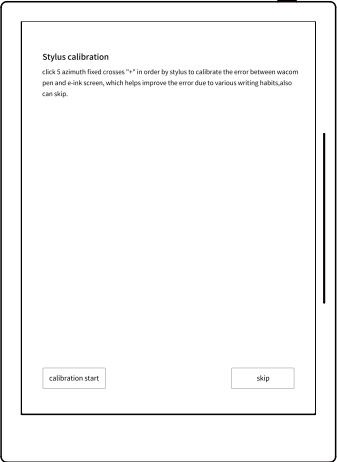 Stylus calibration
click 5 azimuth fixed crosses "+" in order by stylus to calibrate the error between wacom
pen and e-ink screen, which helps improve the error due to various writing habits,also
can skip.
calibration start
skip